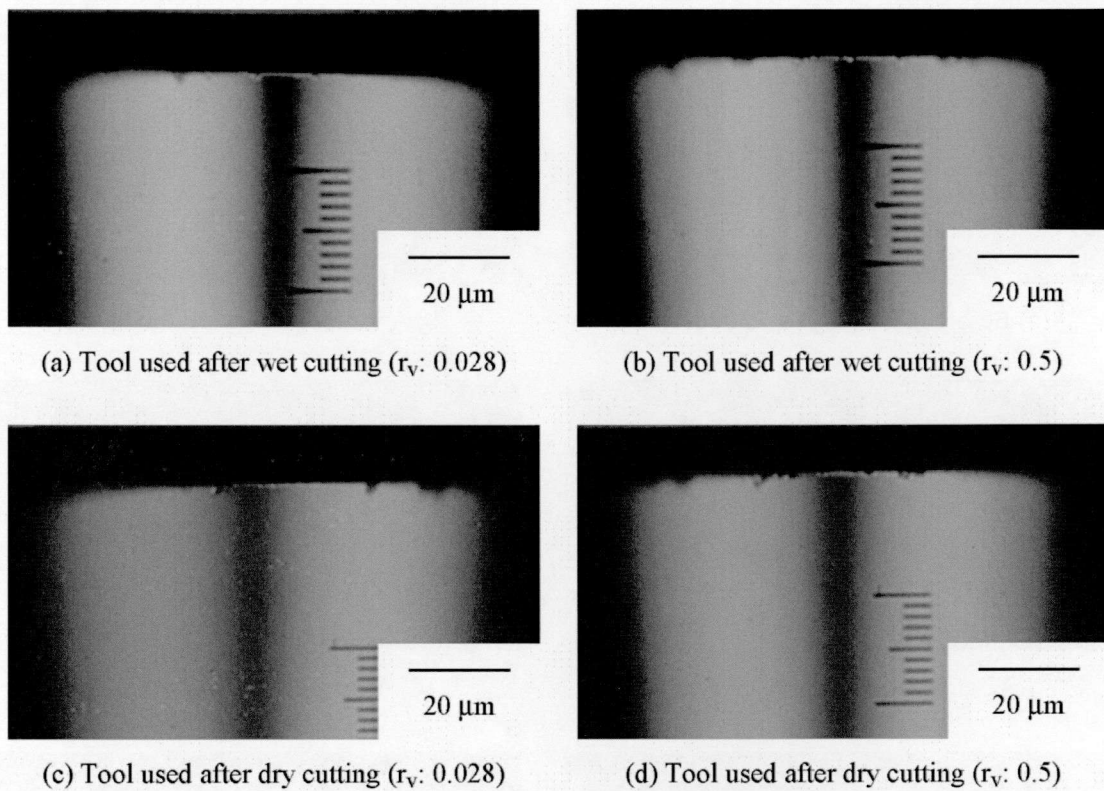 20 μm
20 μm
(a) Tool used after wet cutting (rᵥ: 0.028)
(b) Tool used after wet cutting (rᵥ: 0.5)
20 μm
20 μm
(c) Tool used after dry cutting (rᵥ: 0.028)
(d) Tool used after dry cutting (rᵥ: 0.5)